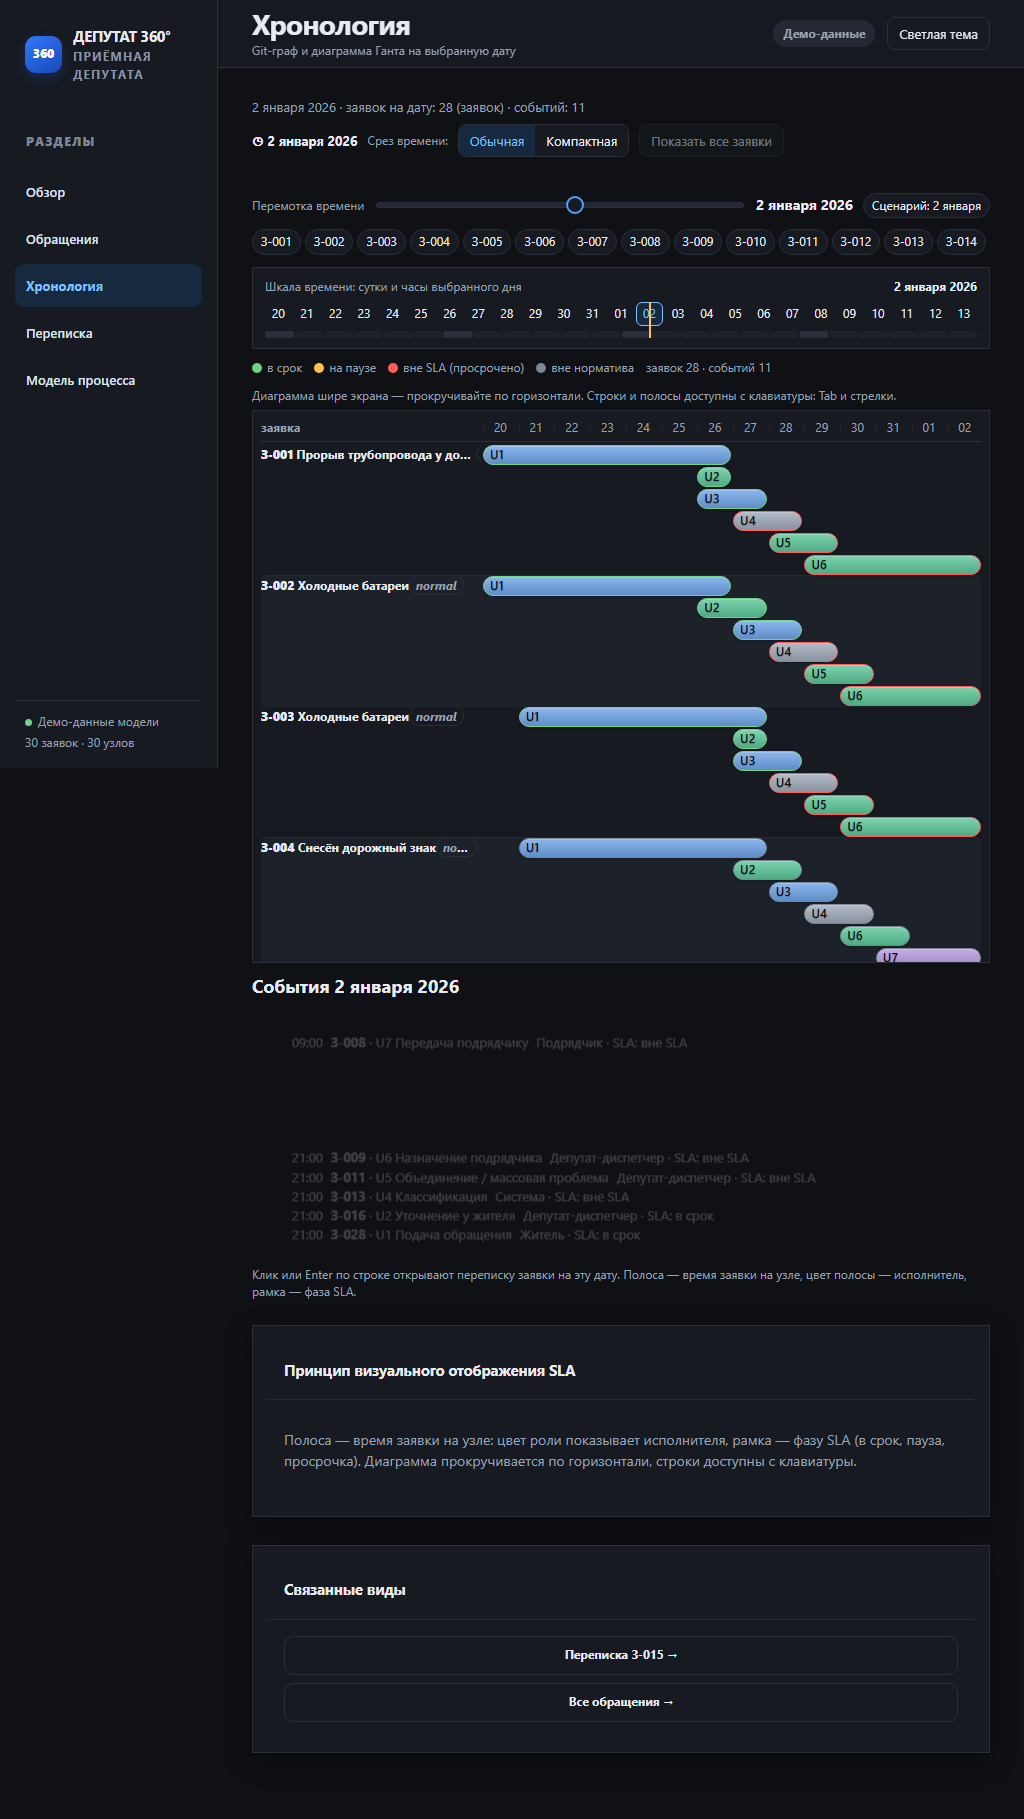 360
ДЕПУТАТ 360°
ПРИЁМНАЯ
ДЕПУТАТА
РАЗДЕЛЫ
Обзор
Обращения
Хронология
Переписка
Модель процесса
Демо-данные модели
30 заявок · 30 узлов
Хронология
Git-граф и диаграмма Ганта на выбранную дату
Демо-данные
Светлая тема
2 января 2026 · заявок на дату: 28 (заявок) · событий: 11
◷ 2 января 2026 Срез времени: Обычная Компактная Показать все заявки
Перемотка времени 2 января 2026 Сценарий: 2 января
З-001 З-002 З-003 З-004 З-005 З-006 З-007 З-008 З-009 З-010 З-011 З-012 З-013 З-014
Шкала времени: сутки и часы выбранного дня 2 января 2026
20 21 22 23 24 25 26 27 28 29 30 31 01 02 03 04 05 06 07 08 09 10 11 12 13
в срок на паузе вне SLA (просрочено) вне норматива заявок 28 · событий 11
Диаграмма шире экрана — прокручивайте по горизонтали. Строки и полосы доступны с клавиатуры: Tab и стрелки.
заявка 20 21 22 23 24 25 26 27 28 29 30 31 01 02
З-001 Прорыв трубопровода у до... U1
U2
U3
U4
U5
U6
З-002 Холодные батареи normal U1
U2
U3
U4
U5
U6
З-003 Холодные батареи normal U1
U2
U3
U4
U5
U6
З-004 Снесён дорожный знак no... U1
U2
U3
U4
U6
U7
События 2 января 2026
09:00 З-008 · U7 Передача подрядчику Подрядчик · SLA: вне SLA
21:00 З-009 · U6 Назначение подрядчика Депутат-диспетчер · SLA: вне SLA
21:00 З-011 · U5 Объединение / массовая проблема Депутат-диспетчер · SLA: вне SLA
21:00 З-013 · U4 Классификация Система · SLA: вне SLA
21:00 З-016 · U2 Уточнение у жителя Депутат-диспетчер · SLA: в срок
21:00 З-028 · U1 Подача обращения Житель · SLA: в срок
Клик или Enter по строке открывают переписку заявки на эту дату. Полоса — время заявки на узле, цвет полосы — исполнитель,
рамка — фаза SLA.
Принцип визуального отображения SLA
Полоса — время заявки на узле: цвет роли показывает исполнителя, рамка — фазу SLA (в срок, пауза,
просрочка). Диаграмма прокручивается по горизонтали, строки доступны с клавиатуры.
Связанные виды
Переписка З-015 →
Все обращения →